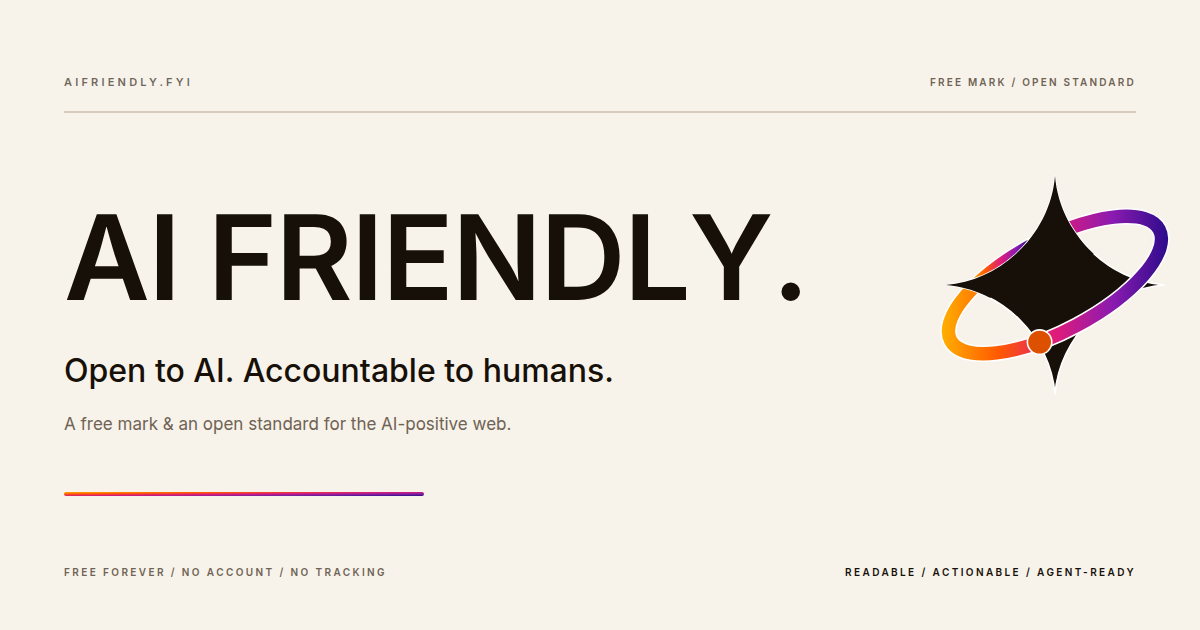 AIFRIENDLY.FYI
FREE MARK / OPEN STANDARD
AI FRIENDLY.
Open to AI. Accountable to humans.
A free mark & an open standard for the AI-positive web.
FREE FOREVER / NO ACCOUNT / NO TRACKING
READABLE / ACTIONABLE / AGENT-READY